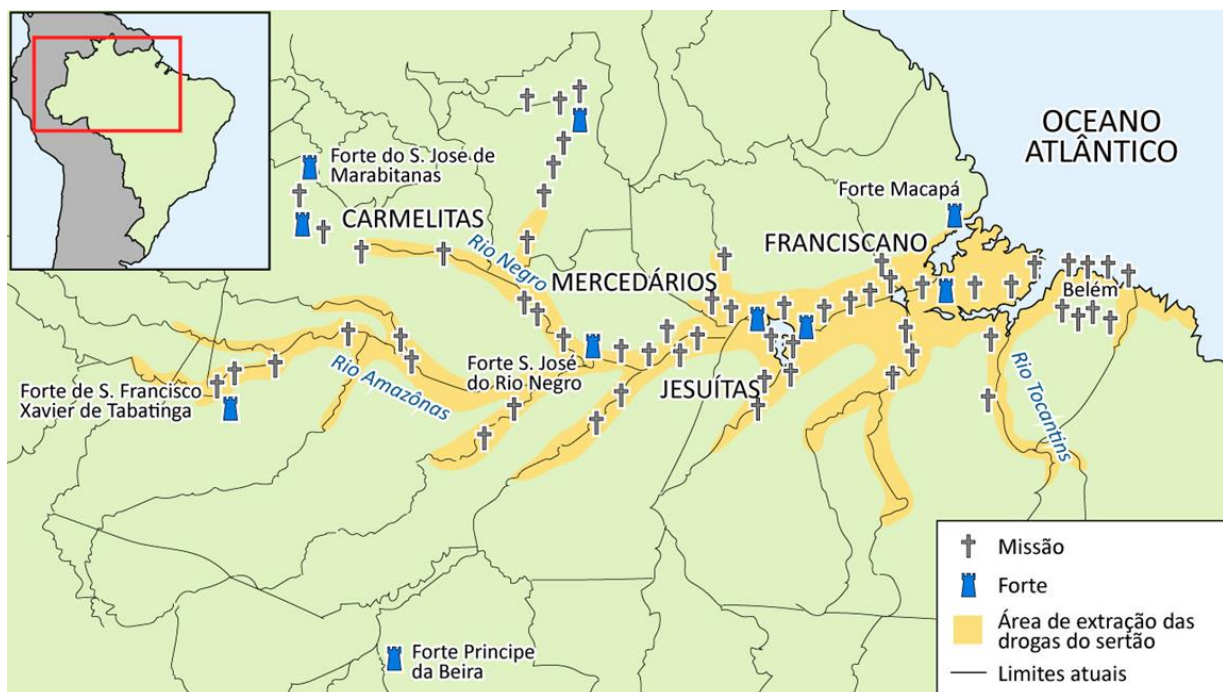 OCEANO
ATLÂNTICO
Forte do S. José de
Marabitanas
Forte Macapá
CARMELITAS
FRANCISCANO
Rio Negro
MERCEDÁRIOS
Belém
Forte S. José
do Rio Negro
JESUÍTAS
Rio Amazônas
Forte de S. Francisco
Xavier de Tabatinga
Rio Tocantins
Forte Principe
da Beira
Missão
Forte
Área de extração das
drogas do sertão
Limites atuais